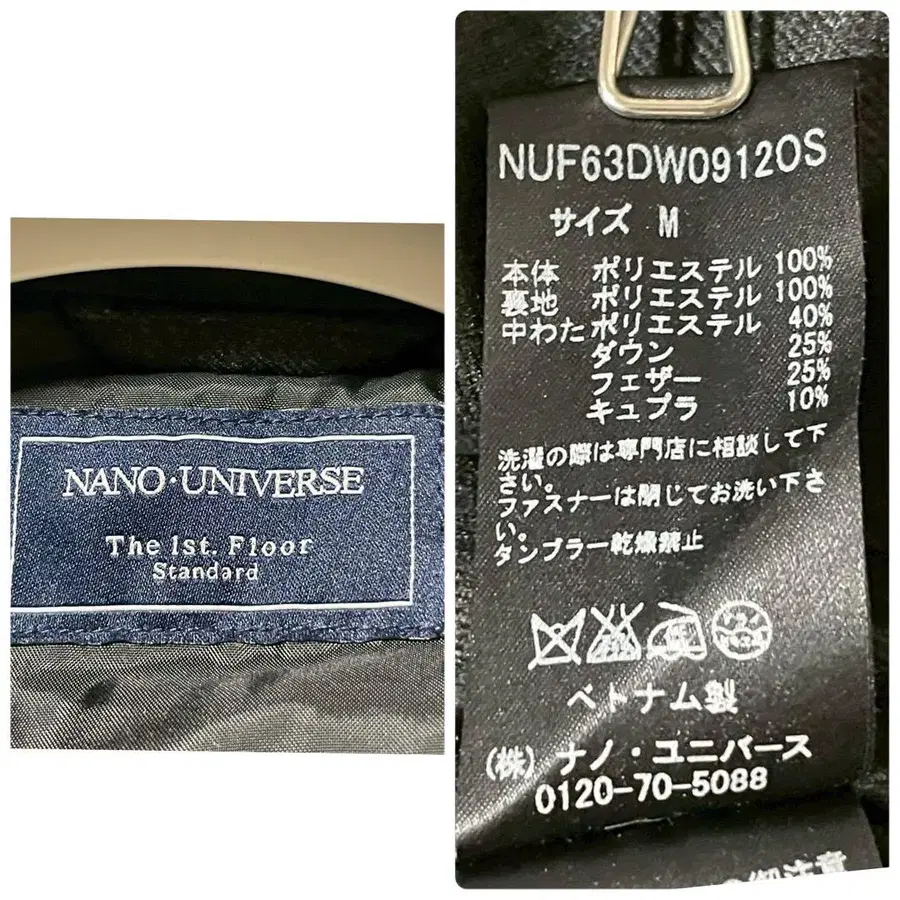 NANO·UNIVERSE
The 1st. Floor
Standard
NUF63DW0912OS
サイズ M
本体 ポリエステル 100%
裏地 ポリエステル 100%
中わた ポリエステル 40%
ダウン 25%
フェザー 25%
キュプラ 10%
洗濯の際は専門店に相談して下
さい。
ファスナーは閉じてお洗い下さ
い。
タンブラー乾燥禁止
ベトナム製
(株) ナノ・ユニバース
0120-70-5088
の御注意